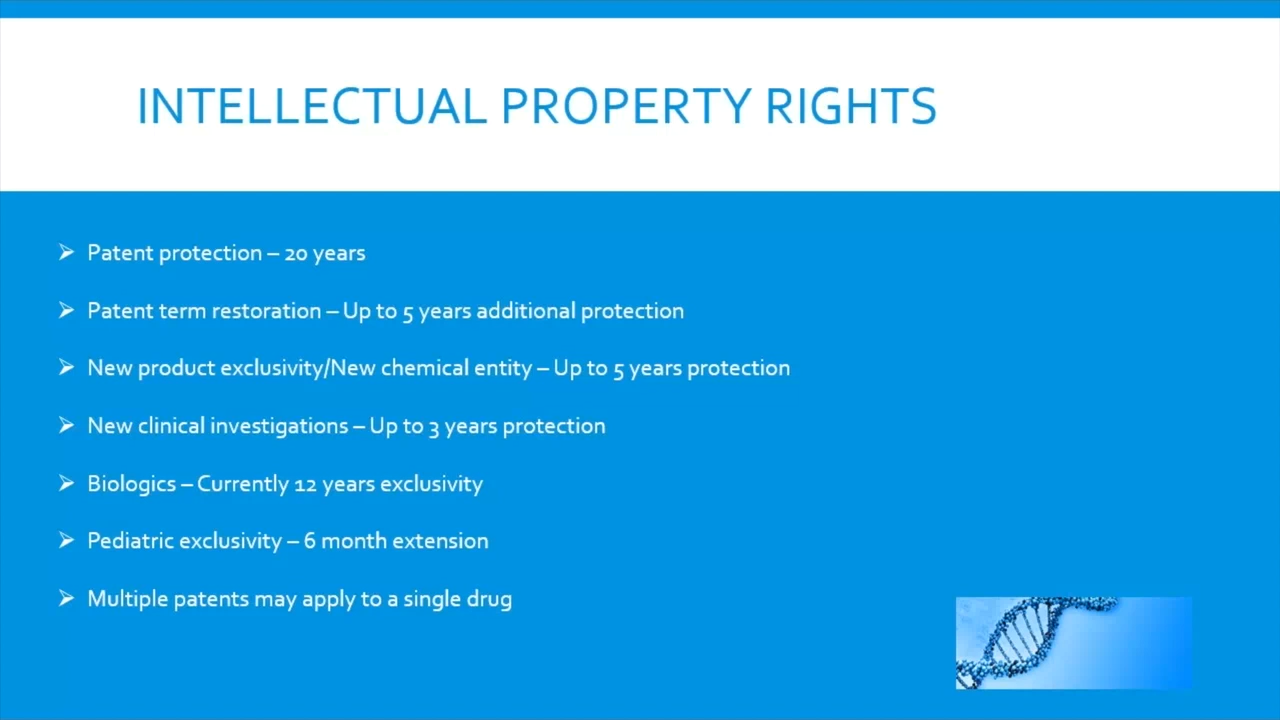 INTELLECTUAL PROPERTY RIGHTS
➢ Patent protection – 20 years
➢ Patent term restoration – Up to 5 years additional protection
➢ New product exclusivity/New chemical entity – Up to 5 years protection
➢ New clinical investigations – Up to 3 years protection
➢ Biologics – Currently 12 years exclusivity
➢ Pediatric exclusivity – 6 month extension
➢ Multiple patents may apply to a single drug